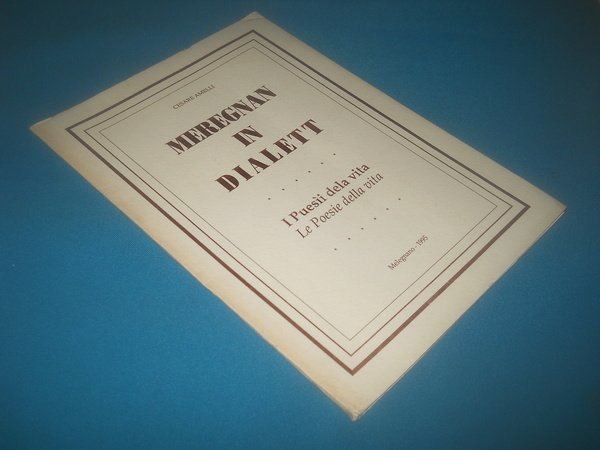 CESARE AMELLI
MEREGNAN
IN
DIALETT
I Puesii dela vita
Le Poesie della vita
Melegnano - 1995